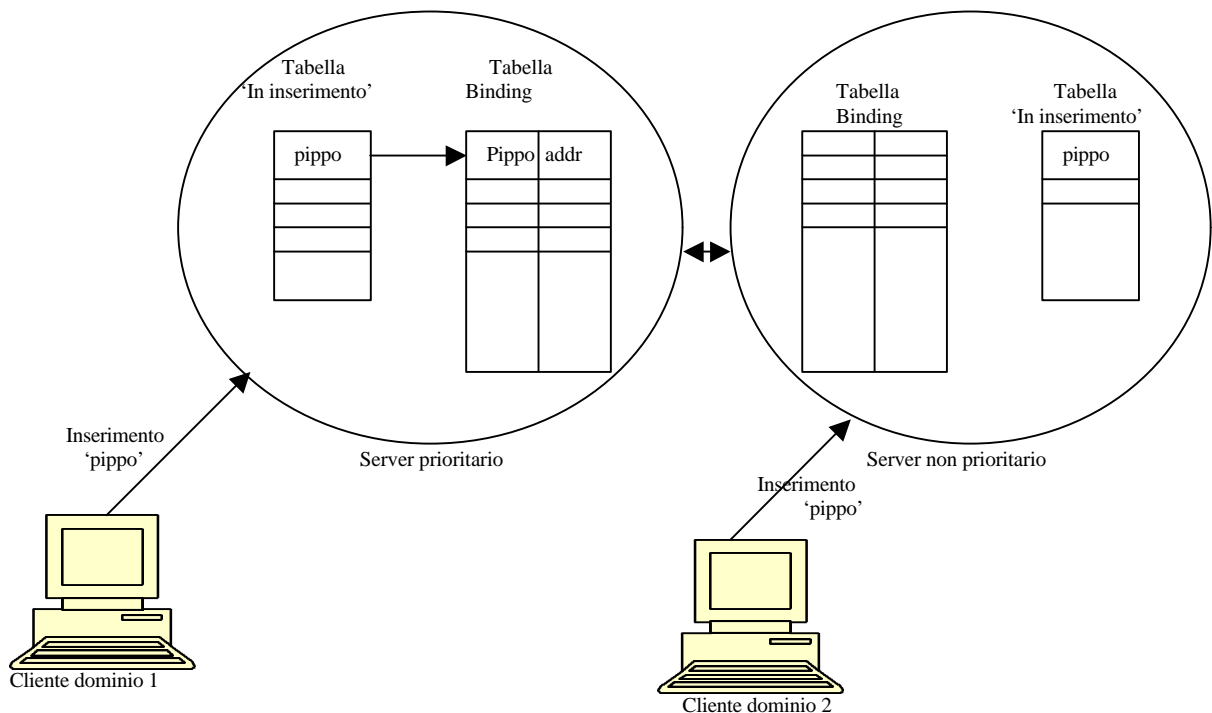 Tabella
‘In inserimento’
Tabella
Binding
pippo
Pippo addr
Tabella
Binding
Tabella
‘In inserimento’
pippo
Inserimento
‘pippo’
Server prioritario
Server non prioritario
Inserimento
‘pippo’
Cliente dominio 1
Cliente dominio 2